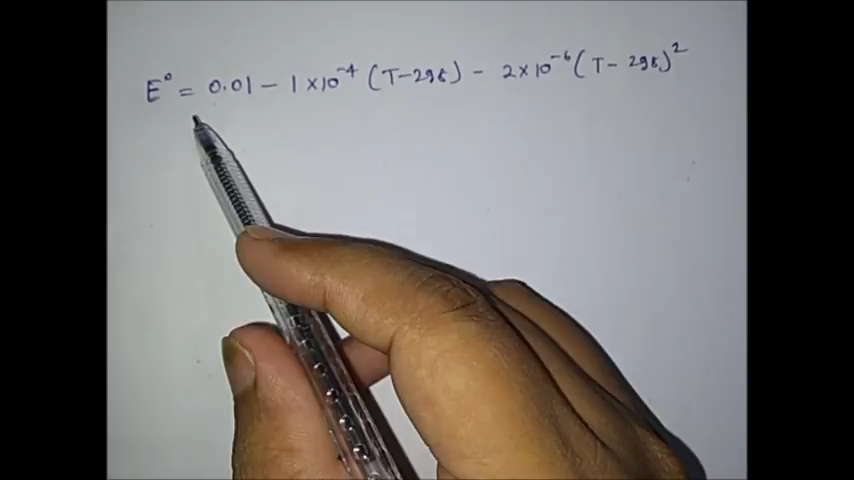 E° = 0.01 − 1 × 10⁻⁴ (T − 298) − 2 × 10⁻⁶ (T − 298)²